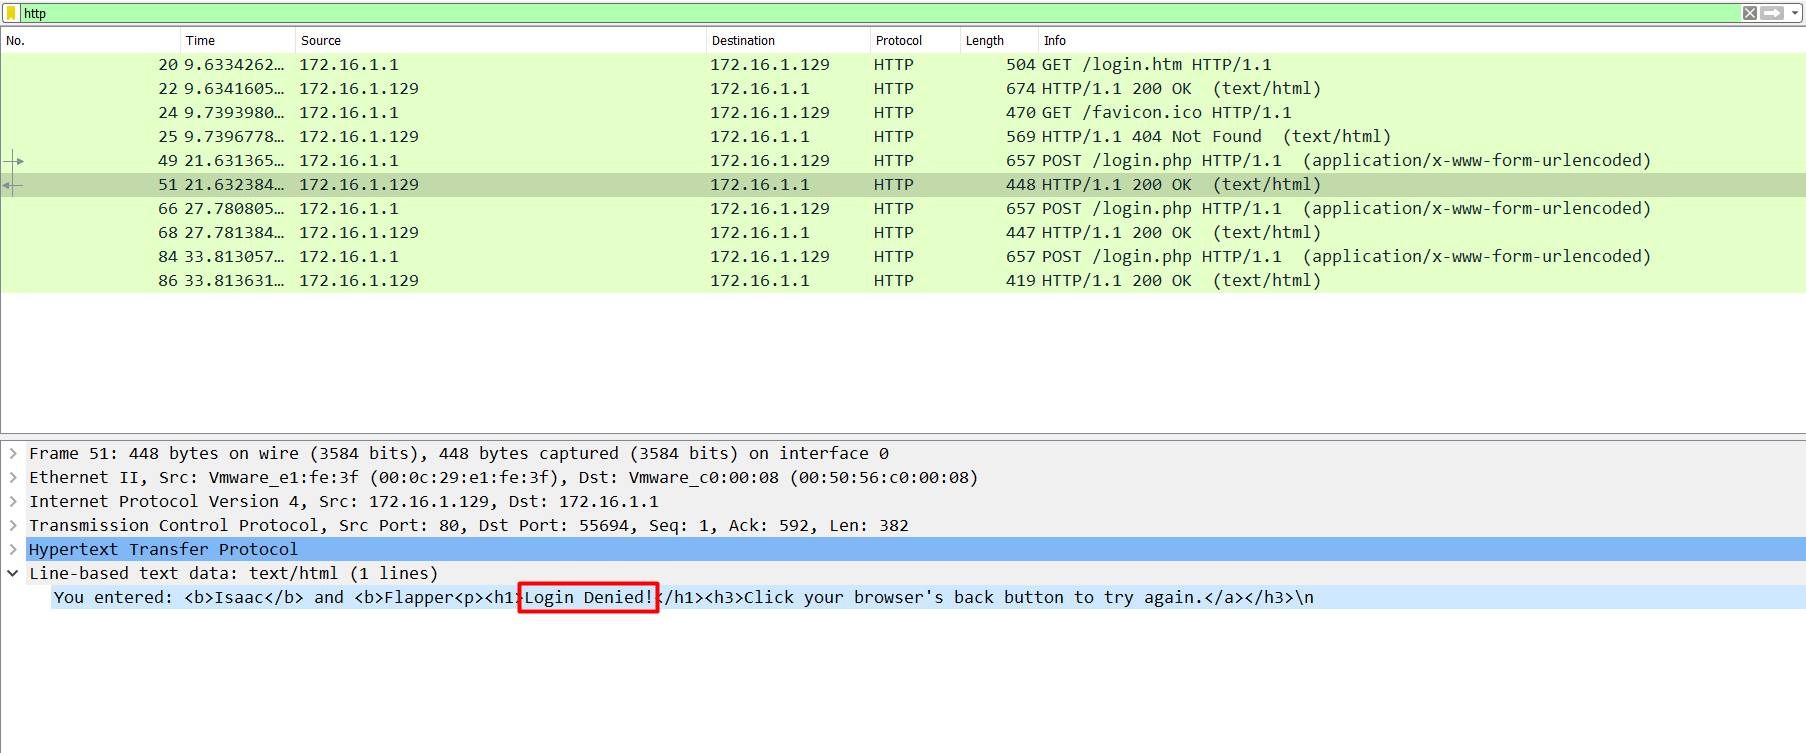 http
No. Time Source Destination Protocol Length Info
20 9.6334262… 172.16.1.1 172.16.1.129 HTTP 504 GET /login.htm HTTP/1.1
22 9.6341605… 172.16.1.129 172.16.1.1 HTTP 674 HTTP/1.1 200 OK (text/html)
24 9.7393980… 172.16.1.1 172.16.1.129 HTTP 470 GET /favicon.ico HTTP/1.1
25 9.7396778… 172.16.1.129 172.16.1.1 HTTP 569 HTTP/1.1 404 Not Found (text/html)
49 21.631365… 172.16.1.1 172.16.1.129 HTTP 657 POST /login.php HTTP/1.1 (application/x-www-form-urlencoded)
51 21.632384… 172.16.1.129 172.16.1.1 HTTP 448 HTTP/1.1 200 OK (text/html)
66 27.780805… 172.16.1.1 172.16.1.129 HTTP 657 POST /login.php HTTP/1.1 (application/x-www-form-urlencoded)
68 27.781384… 172.16.1.129 172.16.1.1 HTTP 447 HTTP/1.1 200 OK (text/html)
84 33.813057… 172.16.1.1 172.16.1.129 HTTP 657 POST /login.php HTTP/1.1 (application/x-www-form-urlencoded)
86 33.813631… 172.16.1.129 172.16.1.1 HTTP 419 HTTP/1.1 200 OK (text/html)
Frame 51: 448 bytes on wire (3584 bits), 448 bytes captured (3584 bits) on interface 0
Ethernet II, Src: Vmware_e1:fe:3f (00:0c:29:e1:fe:3f), Dst: Vmware_c0:00:08 (00:50:56:c0:00:08)
Internet Protocol Version 4, Src: 172.16.1.129, Dst: 172.16.1.1
Transmission Control Protocol, Src Port: 80, Dst Port: 55694, Seq: 1, Ack: 592, Len: 382
Hypertext Transfer Protocol
Line-based text data: text/html (1 lines)
You entered: <b>Isaac</b> and <b>Flapper<p><h1>Login Denied!</h1><h3>Click your browser's back button to try again.</a></h3>\n